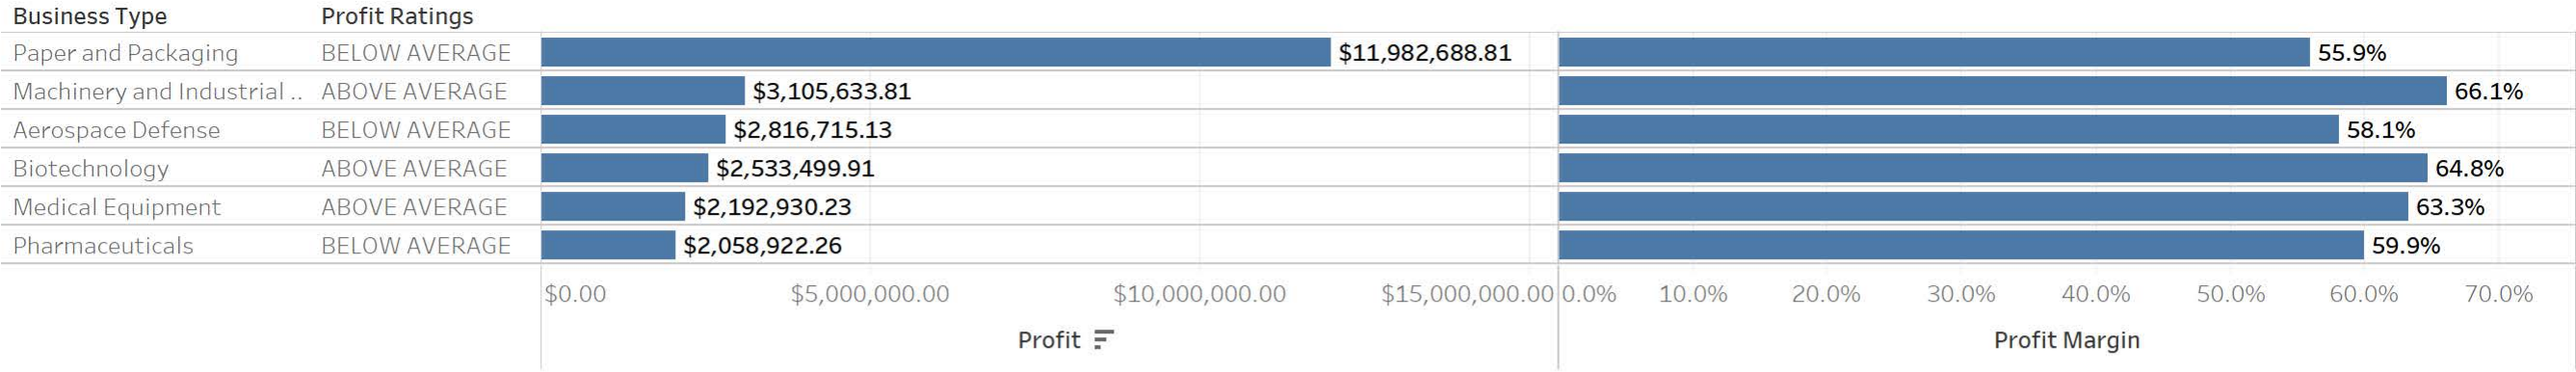 Business Type Profit Ratings
Paper and Packaging BELOW AVERAGE $11,982,688.81 55.9%
Machinery and Industrial .. ABOVE AVERAGE $3,105,633.81 66.1%
Aerospace Defense BELOW AVERAGE $2,816,715.13 58.1%
Biotechnology ABOVE AVERAGE $2,533,499.91 64.8%
Medical Equipment ABOVE AVERAGE $2,192,930.23 63.3%
Pharmaceuticals BELOW AVERAGE $2,058,922.26 59.9%
$0.00 $5,000,000.00 $10,000,000.00 $15,000,000.00 0.0% 10.0% 20.0% 30.0% 40.0% 50.0% 60.0% 70.0%
Profit Profit Margin